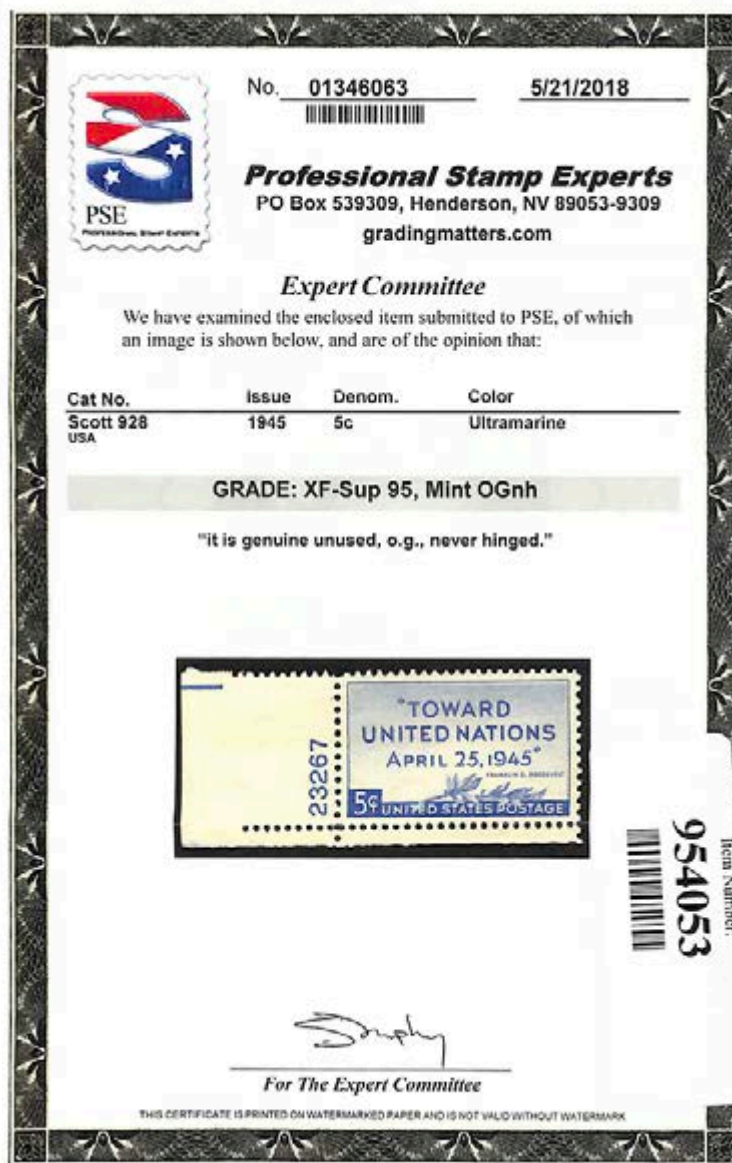 No. 01346063 5/21/2018
PSE
PROFESSIONAL STAMP EXPERTS
Professional Stamp Experts
PO Box 539309, Henderson, NV 89053-9309
gradingmatters.com
Expert Committee
We have examined the enclosed item submitted to PSE, of which
an image is shown below, and are of the opinion that:
Cat No. Issue Denom. Color
Scott 928 1945 5c Ultramarine
USA
GRADE: XF-Sup 95, Mint OGnh
"it is genuine unused, o.g., never hinged."
23267
"TOWARD
UNITED NATIONS
APRIL 25, 1945"
FRANKLIN D. ROOSEVELT
5¢ UNITED STATES POSTAGE
Item Number:
954053
For The Expert Committee
THIS CERTIFICATE IS PRINTED ON WATERMARKED PAPER AND IS NOT VALID WITHOUT WATERMARK